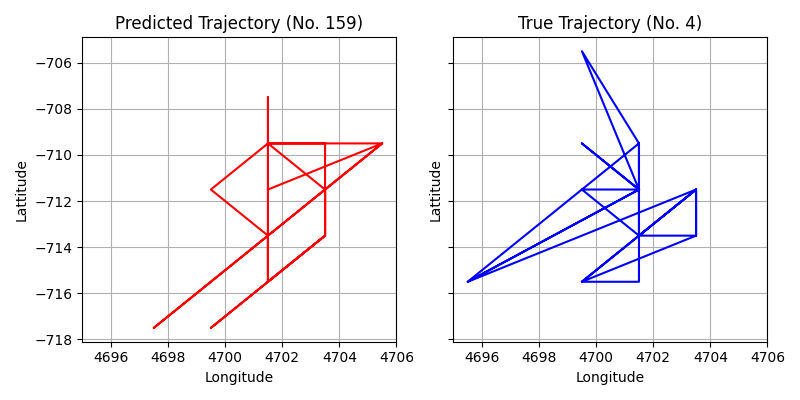 Predicted Trajectory (No. 159)
True Trajectory (No. 4)
−706
−708
−710
−712
−714
−716
−718
Lattitude
Lattitude
4696 4698 4700 4702 4704 4706
4696 4698 4700 4702 4704 4706
Longitude
Longitude